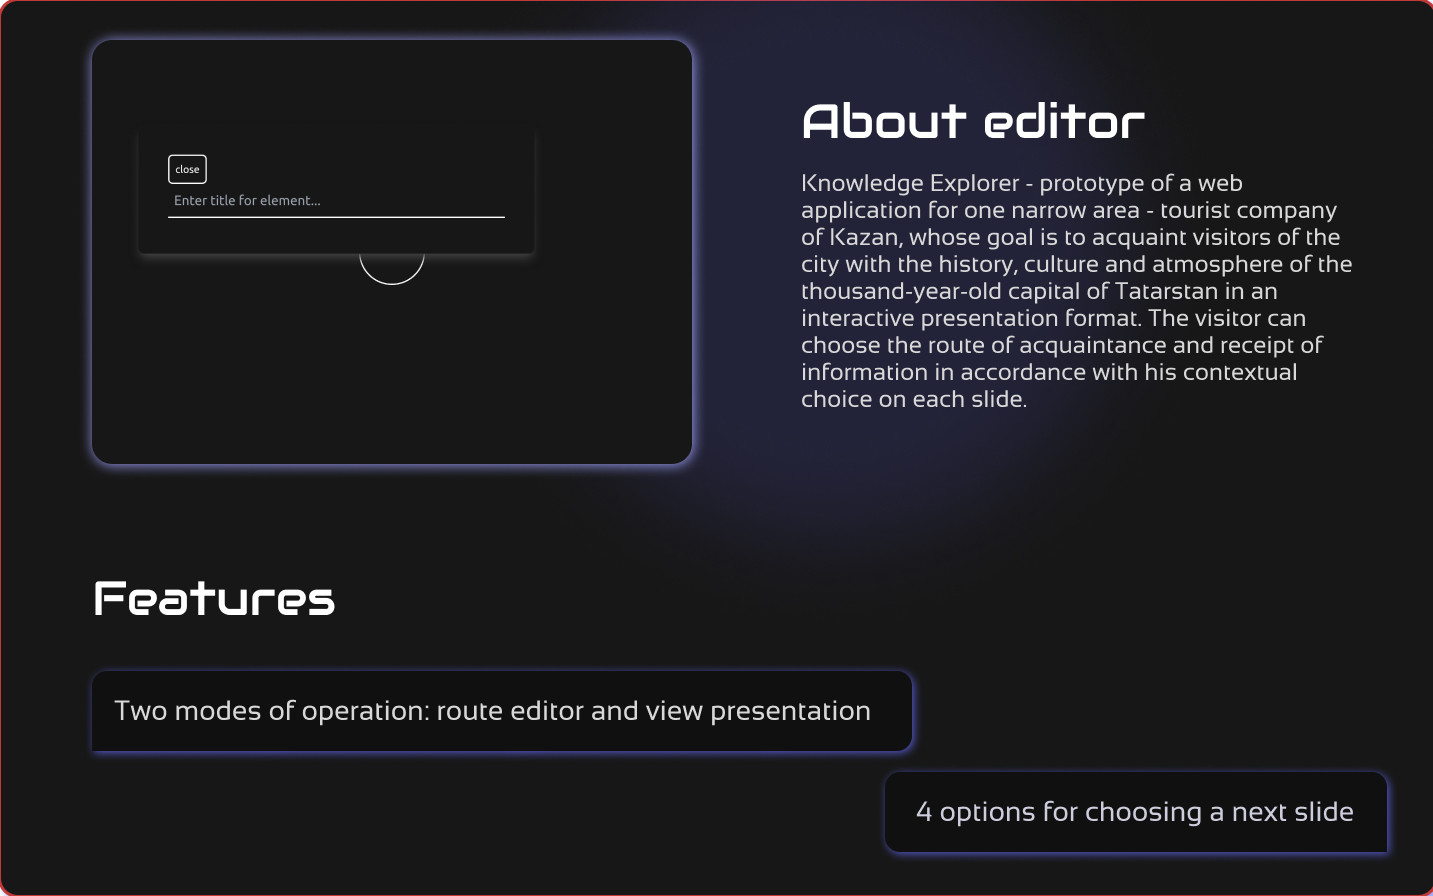 close
Enter title for element...
About editor
Knowledge Explorer - prototype of a web
application for one narrow area - tourist company
of Kazan, whose goal is to acquaint visitors of the
city with the history, culture and atmosphere of the
thousand-year-old capital of Tatarstan in an
interactive presentation format. The visitor can
choose the route of acquaintance and receipt of
information in accordance with his contextual
choice on each slide.
Features
Two modes of operation: route editor and view presentation
4 options for choosing a next slide